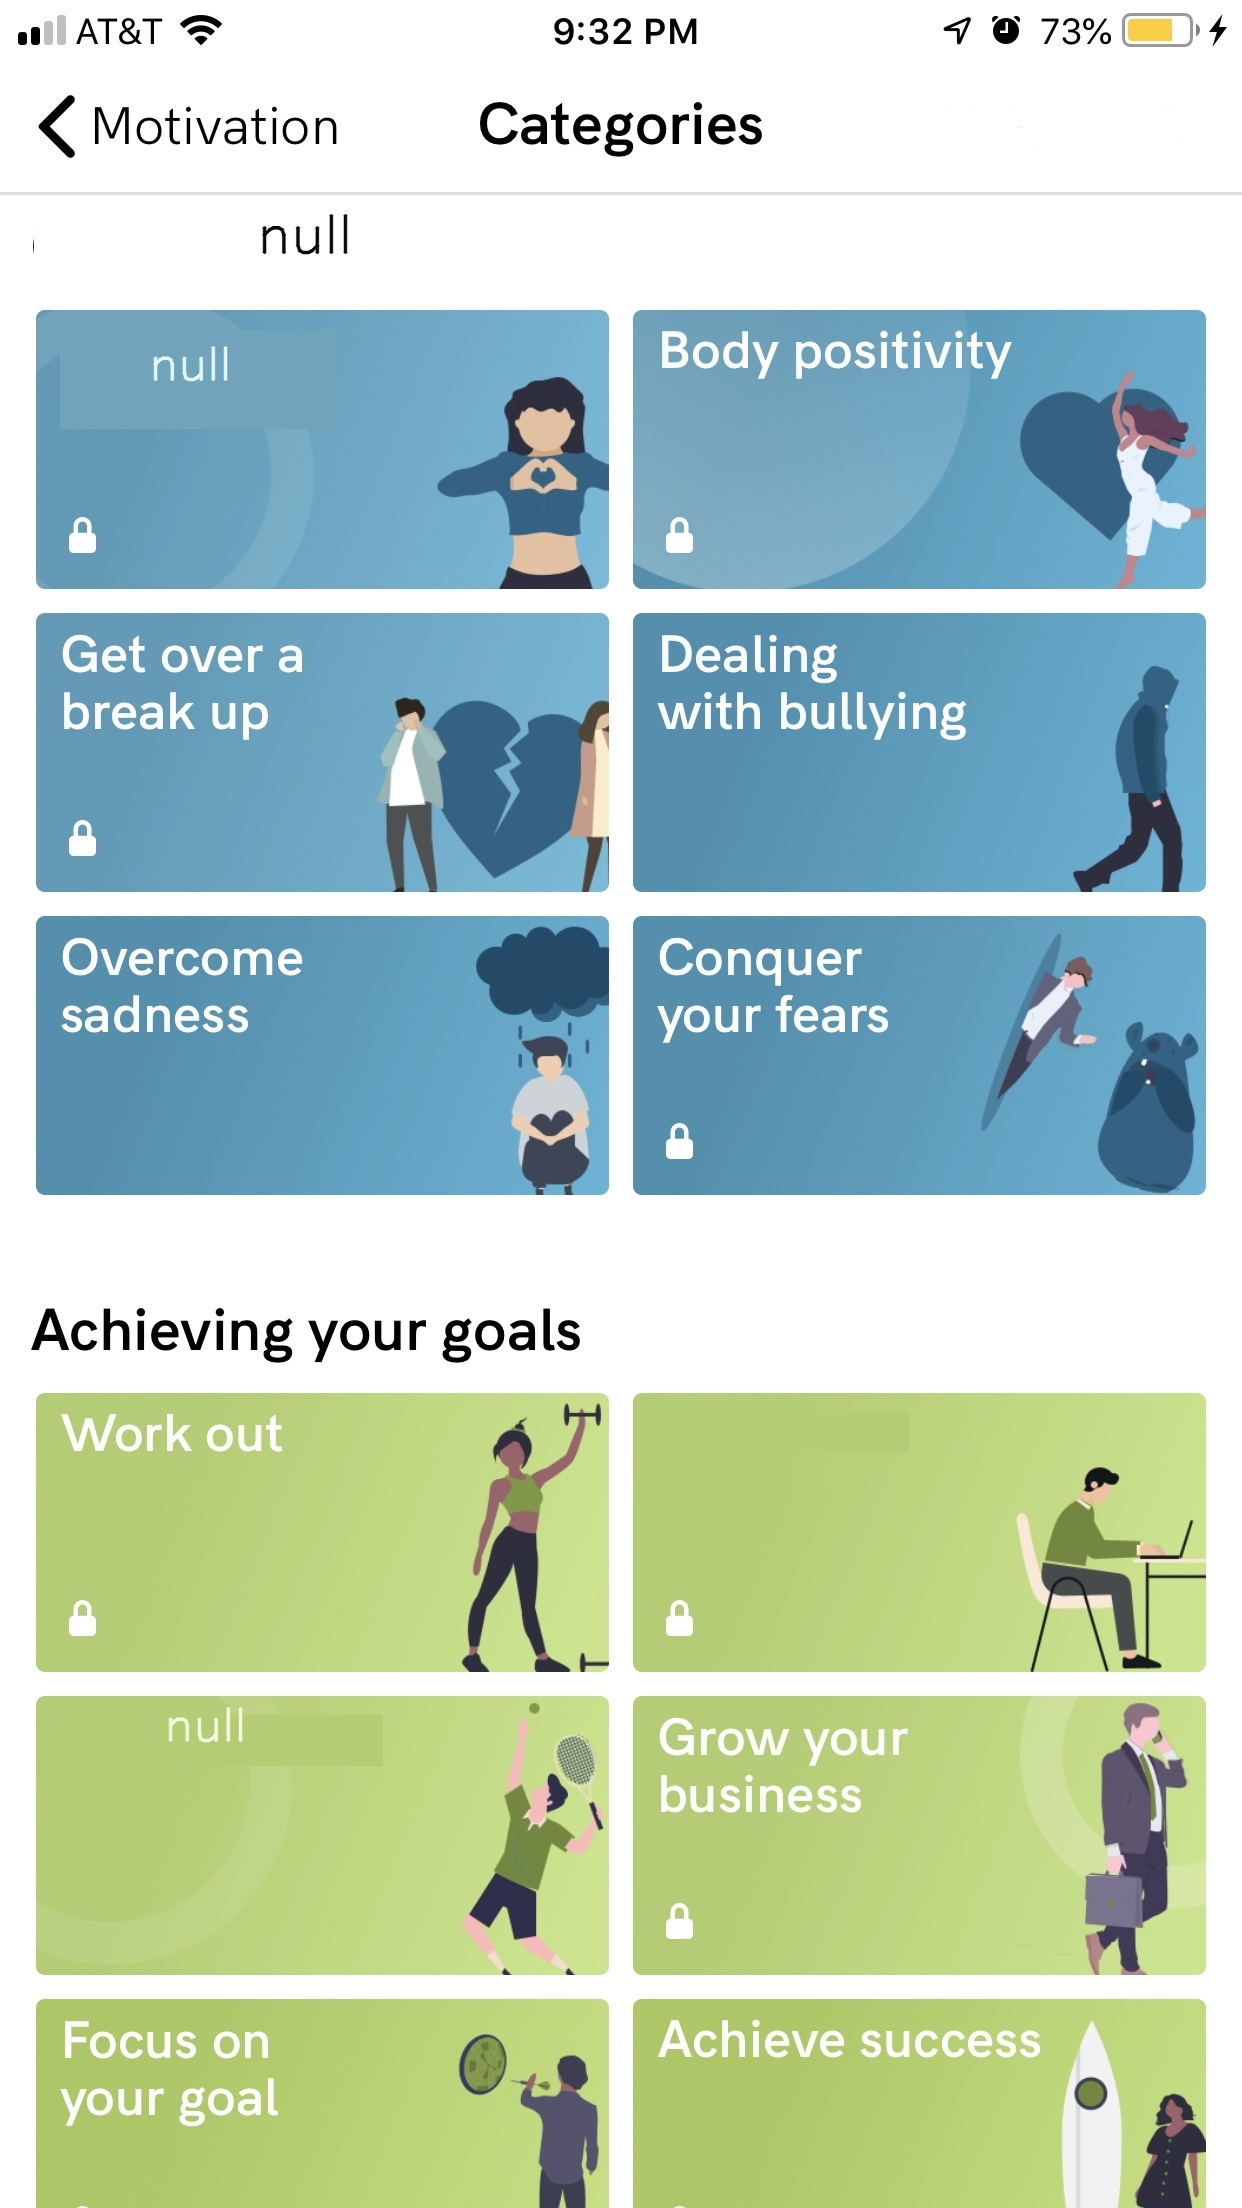 AT&T 9:32 PM 73%
Motivation Categories
null
null
Body positivity
Get over a
break up
Dealing
with bullying
Overcome
sadness
Conquer
your fears
Achieving your goals
Work out
null
Grow your
business
Focus on
your goal
Achieve success